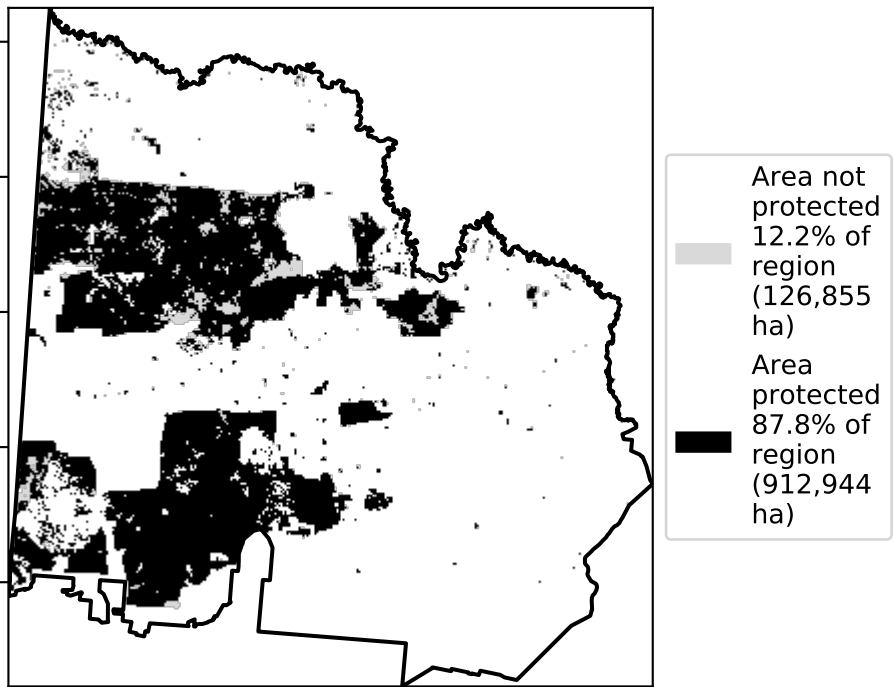 Area not
protected
12.2% of
region
(126,855
ha)
Area
protected
87.8% of
region
(912,944
ha)